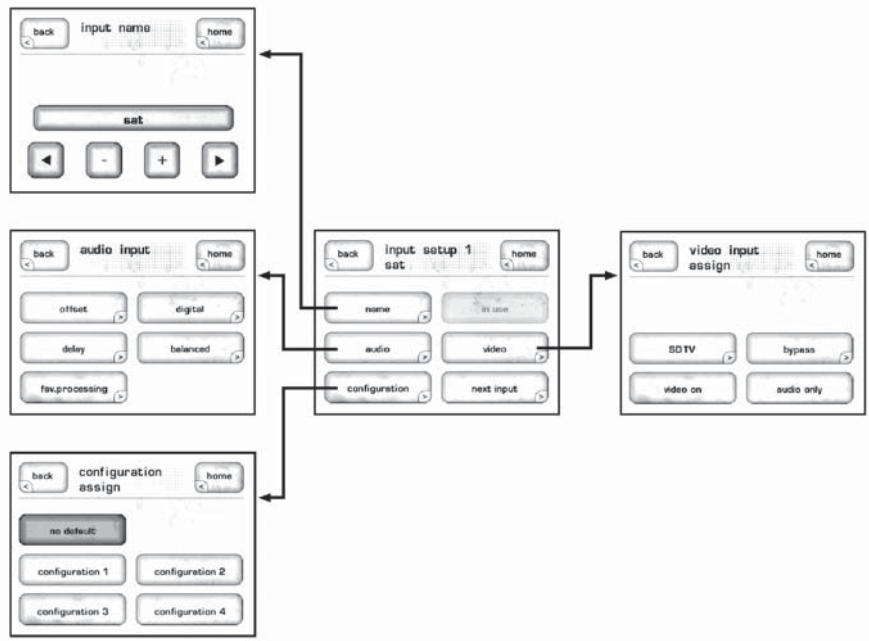 back
input name
home
sat
-
+
back
audio input
home
offset
digital
delay
balanced
fav.processing
back
configuration
assign
home
no default
configuration 1
configuration 2
configuration 3
configuration 4
back
input setup 1
sat
home
name
in use
audio
video
configuration
next input
back
video input
assign
home
SDTV
bypass
video on
audio only